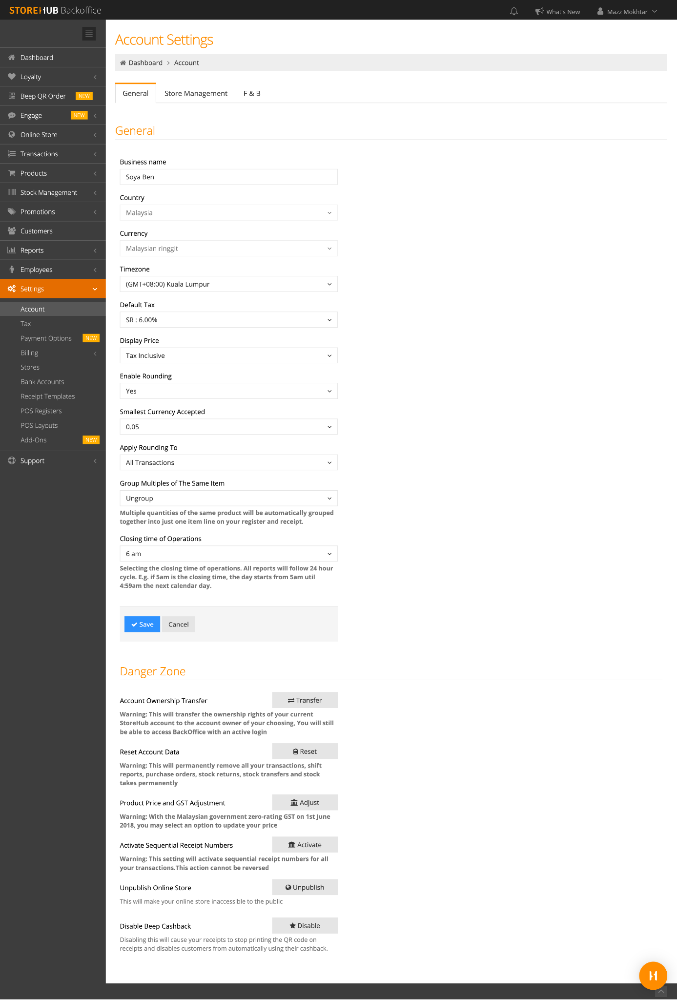 STOREHUB Backoffice
What's New
Mazz Mokhtar
Dashboard
Loyalty
Beep QR Order NEW
Engage NEW
Online Store
Transactions
Products
Stock Management
Promotions
Customers
Reports
Employees
Settings
Account
Tax
Payment Options NEW
Billing
Stores
Bank Accounts
Receipt Templates
POS Registers
POS Layouts
Add-Ons NEW
Support
Account Settings
Dashboard > Account
General Store Management F & B
General
Business name
Soya Ben
Country
Malaysia
Currency
Malaysian ringgit
Timezone
(GMT+08:00) Kuala Lumpur
Default Tax
SR : 6.00%
Display Price
Tax Inclusive
Enable Rounding
Yes
Smallest Currency Accepted
0.05
Apply Rounding To
All Transactions
Group Multiples of The Same Item
Ungroup
Multiple quantities of the same product will be automatically grouped
together into just one item line on your register and receipt.
Closing time of Operations
6 am
Selecting the closing time of operations. All reports will follow 24 hour
cycle. E.g. if 5am is the closing time, the day starts from 5am util
4:59am the next calendar day.
Save Cancel
Danger Zone
Account Ownership Transfer Transfer
Warning: This will transfer the ownership rights of your current
StoreHub account to the account owner of your choosing, You will still
be able to access BackOffice with an active login
Reset Account Data Reset
Warning: This will permanently remove all your transactions, shift
reports, purchase orders, stock returns, stock transfers and stock
takes permanently
Product Price and GST Adjustment Adjust
Warning: With the Malaysian government zero-rating GST on 1st June
2018, you may select an option to update your price
Activate Sequential Receipt Numbers Activate
Warning: This setting will activate sequential receipt numbers for all
your transactions.This action cannot be reversed
Unpublish Online Store Unpublish
This will make your online store inaccessible to the public
Disable Beep Cashback Disable
Disabling this will cause your receipts to stop printing the QR code on
receipts and disables customers from automatically using their cashback.